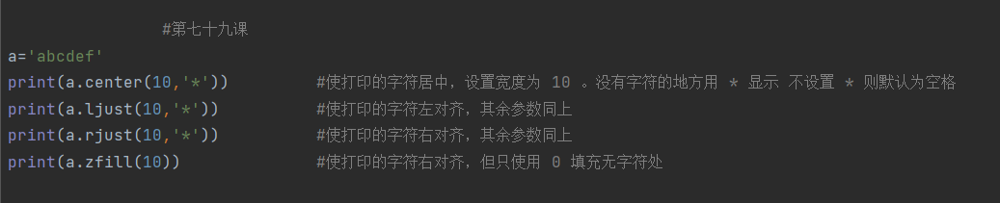 #第七十九课
a='abcdef'
print(a.center(10,'*')) #使打印的字符居中，设置宽度为 10 。没有字符的地方用 * 显示 不设置 * 则默认为空格
print(a.ljust(10,'*')) #使打印的字符左对齐，其余参数同上
print(a.rjust(10,'*')) #使打印的字符右对齐，其余参数同上
print(a.zfill(10)) #使打印的字符右对齐，但只使用 0 填充无字符处